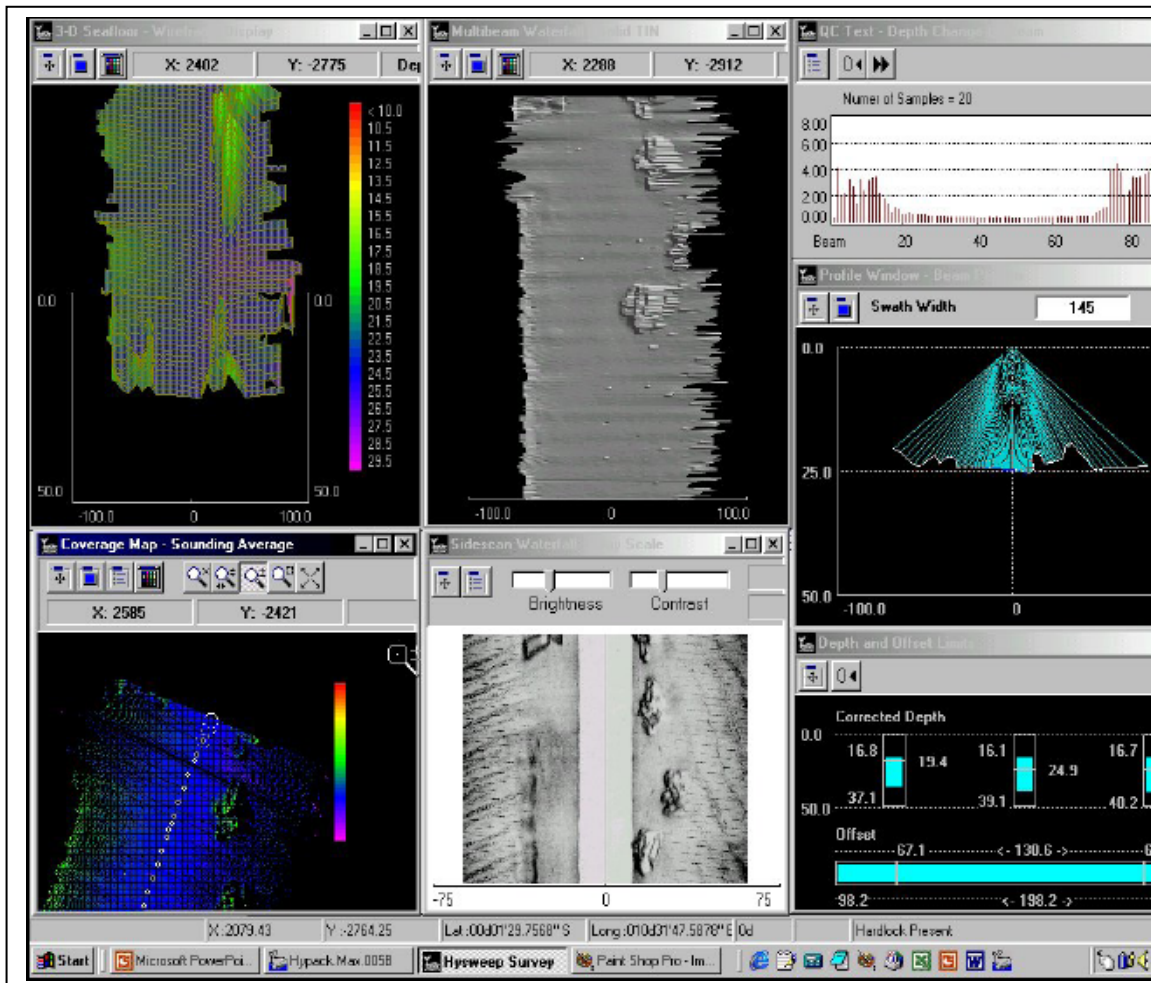 3-D Seafloor - Display
X: 2402 Y: -2775 Dep
< 10.0
10.5
11.5
12.5
13.5
14.5
15.5
16.5
17.5
18.5
19.5
20.5
21.5
22.5
23.5
24.5
25.5
26.5
27.5
28.5
29.5
0.0 0.0
50.0 50.0
-100.0 0 100.0
Multibeam TIN
X: 2288 Y: -2912
-100.0 0 100.0
QC Text - Depth
Numer of Samples = 20
8.00
6.00
4.00
2.00
0.00
Beam 20 40 60 80
Profile Window - Beam
Swath Width 145
0.0
25.0
50.0
-100.0 0
Coverage Map - Sounding Average
X: 2585 Y: -2421
Sidescan Scale
Brightness Contrast
-75 0 75
Depth and Offset Limits
Corrected Depth
0.0
16.8 19.4 16.1 24.9 16.7
37.1 39.1 40.2
50.0
Offset
67.1 <- 130.6 -> 6
-98.2 <- 198.2 ->
X :2079.43 Y :-2764.25 Lat :00d01'29.7568" S Long :010d31'47.5878" E 0d Hardlock Present
Start Microsoft PowerPoi... Hypack.Max.005B Hysweep Survey Paint Shop Pro - Im...